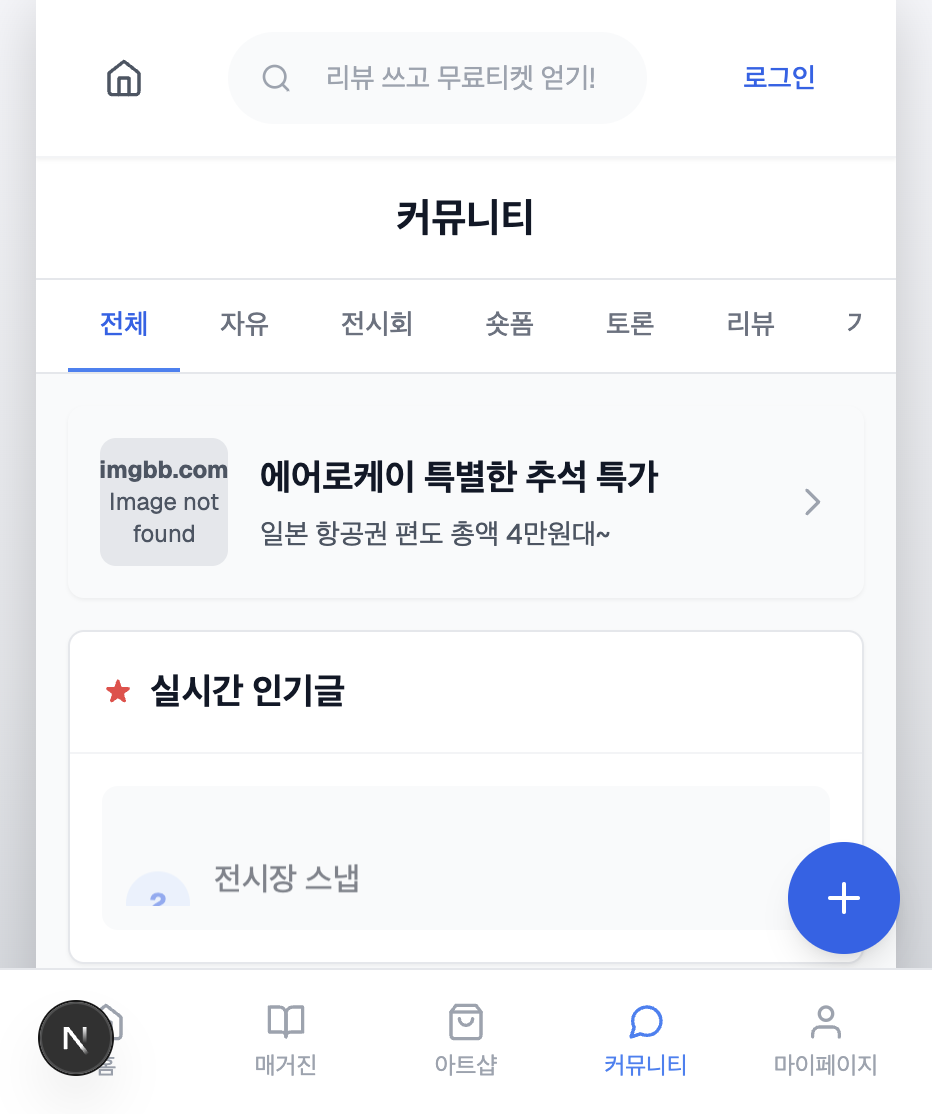 리뷰 쓰고 무료티켓 얻기!
로그인
커뮤니티
전체 자유 전시회 숏폼 토론 리뷰
imgbb.com
Image not
found
에어로케이 특별한 추석 특가
일본 항공권 편도 총액 4만원대~
실시간 인기글
전시장 스냅
N
홈 매거진 아트샵 커뮤니티 마이페이지